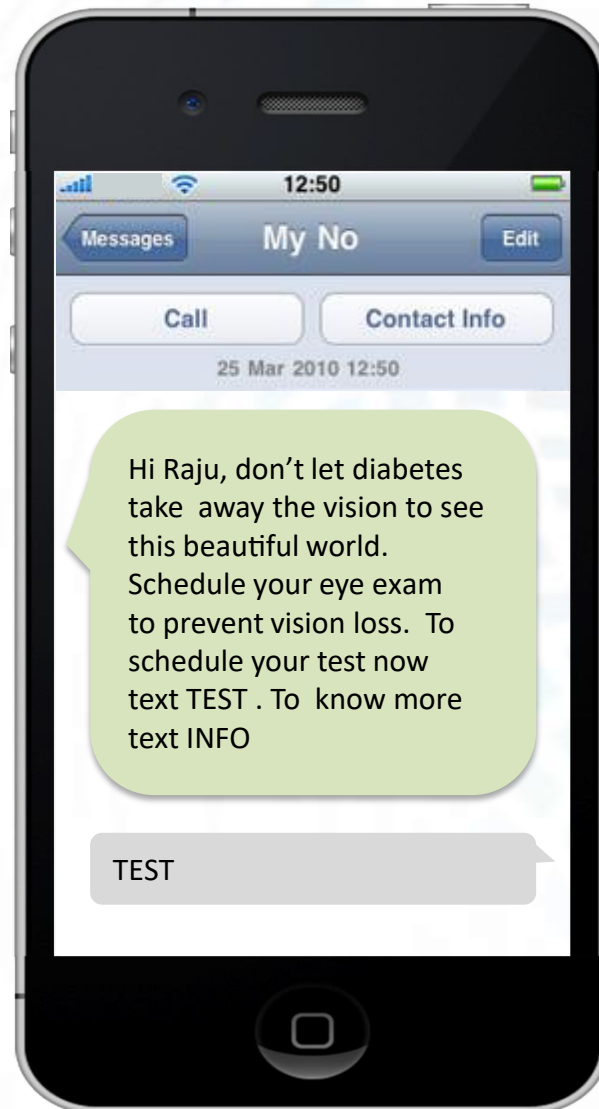 12:50
Messages My No Edit
Call Contact Info
25 Mar 2010 12:50
Hi Raju, don’t let diabetes
take  away the vision to see
this beautiful world.
Schedule your eye exam
to prevent vision loss.  To
schedule your test now
text TEST . To  know more
text INFO
TEST